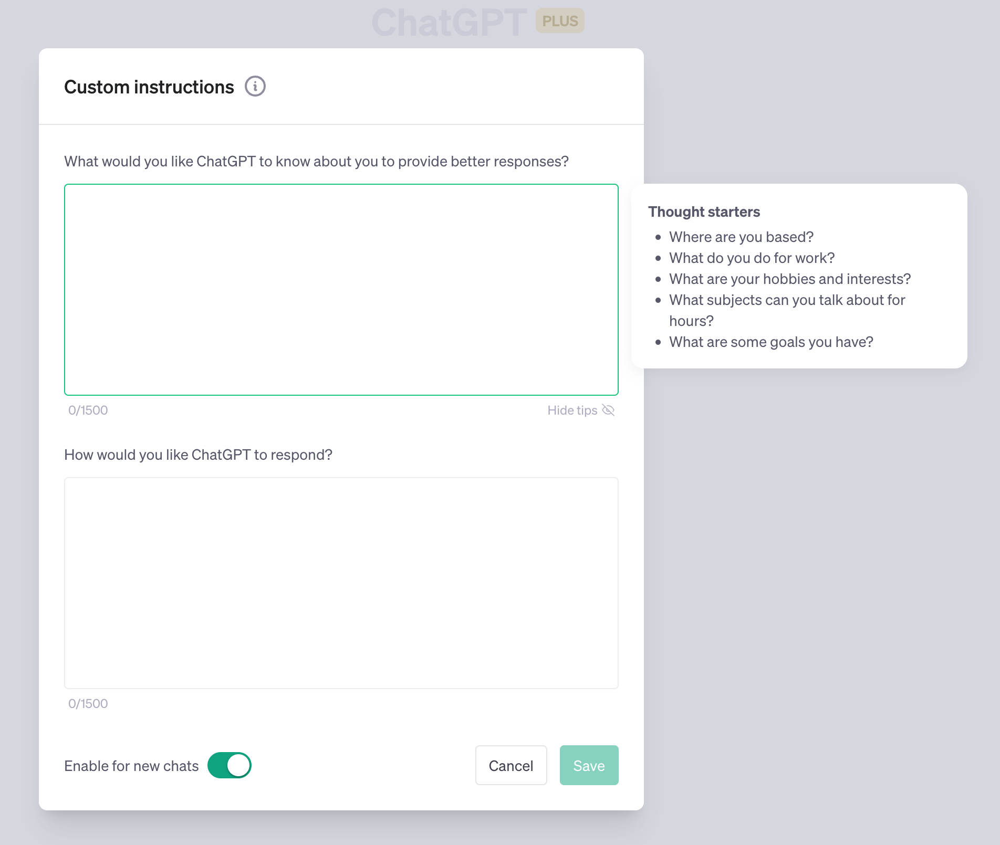 ChatGPT PLUS
Custom instructions
What would you like ChatGPT to know about you to provide better responses?
0/1500
Hide tips
Thought starters
Where are you based?
What do you do for work?
What are your hobbies and interests?
What subjects can you talk about for
hours?
What are some goals you have?
How would you like ChatGPT to respond?
0/1500
Enable for new chats
Cancel
Save